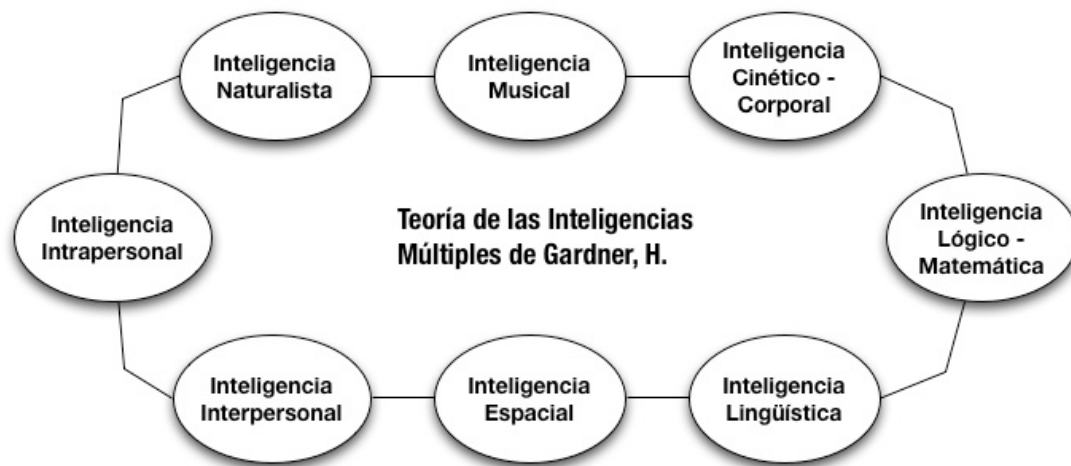 Inteligencia
Naturalista
Inteligencia
Musical
Inteligencia
Cinético -
Corporal
Inteligencia
Intrapersonal
Teoría de las Inteligencias
Múltiples de Gardner, H.
Inteligencia
Lógico -
Matemática
Inteligencia
Interpersonal
Inteligencia
Espacial
Inteligencia
Lingüística